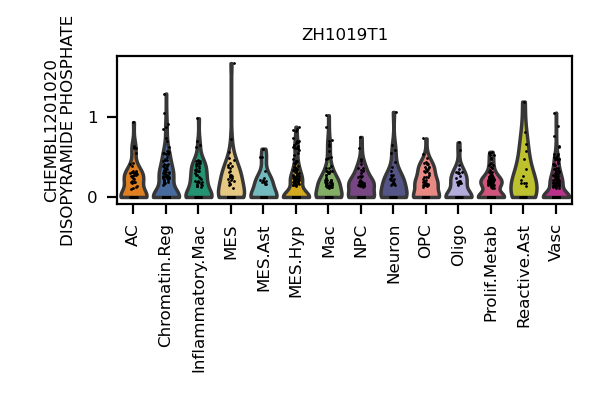 ZH1019T1
CHEMBL1201020
DISOPYRAMIDE PHOSPHATE
1
0
AC
Chromatin.Reg
Inflammatory.Mac
MES
MES.Ast
MES.Hyp
Mac
NPC
Neuron
OPC
Oligo
Prolif.Metab
Reactive.Ast
Vasc